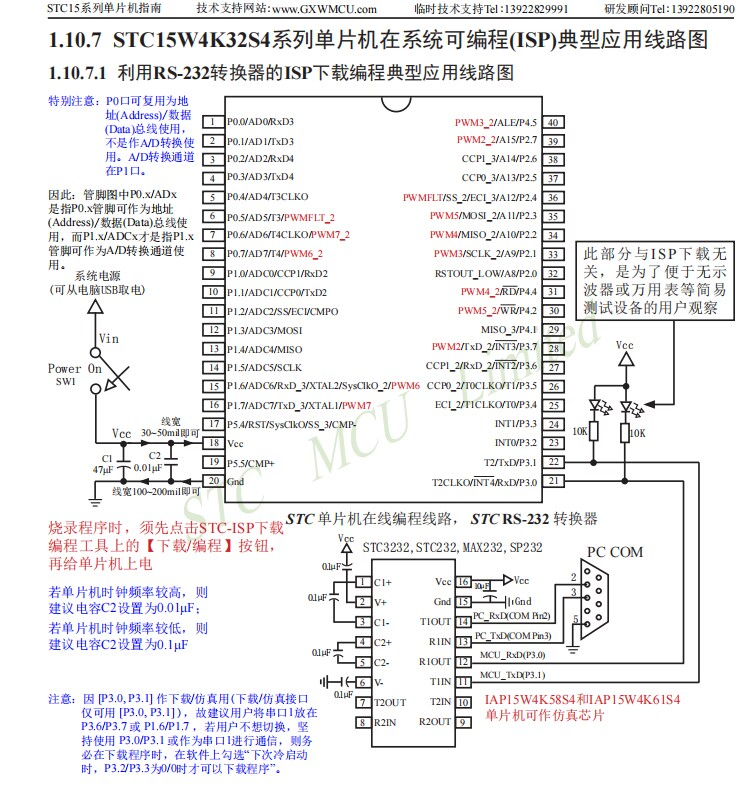 STC15系列单片机指南 技术支持网站:www.GXWMCU.com 临时技术支持Tel:13922829991 研发顾问Tel:13922805190
1.10.7 STC15W4K32S4系列单片机在系统可编程(ISP)典型应用线路图
1.10.7.1 利用RS-232转换器的ISP下载编程典型应用线路图
特别注意: P0口可复用为地
址(Address)/数据
(Data)总线使用,
不是作A/D转换使
用。A/D转换通道
在P1口。
因此: 管脚图中P0.x/ADx
是指P0.x管脚可作为地址
(Address)/数据(Data)总线使
用,而P1.x/ADCx才是指P1.x
管脚可作为A/D转换通道使
用。
系统电源
(可从电脑USB取电)
Vin
Power On
SW1
Vcc
线宽
30~50mil即可
C1
47μF
C2
0.01μF
线宽100~200mil即可
1 P0.0/AD0/RxD3
2 P0.1/AD1/TxD3
3 P0.2/AD2/RxD4
4 P0.3/AD3/TxD4
5 P0.4/AD4/T3CLKO
6 P0.5/AD5/T3/PWMFLT_2
7 P0.6/AD6/T4CLKO/PWM7_2
8 P0.7/AD7/T4/PWM6_2
9 P1.0/ADC0/CCP1/RxD2
10 P1.1/ADC1/CCP0/TxD2
11 P1.2/ADC2/SS/ECI/CMPO
12 P1.3/ADC3/MOSI
13 P1.4/ADC4/MISO
14 P1.5/ADC5/SCLK
15 P1.6/ADC6/RxD_3/XTAL2/SysClkO_2/PWM6
16 P1.7/ADC7/TxD_3/XTAL1/PWM7
17 P5.4/RST/SysClkO/SS_3/CMP-
18 Vcc
19 P5.5/CMP+
20 Gnd
PWM3_2/ALE/P4.5 40
PWM2_2/A15/P2.7 39
CCP1_3/A14/P2.6 38
CCP0_3/A13/P2.5 37
PWMFLT/SS_2/ECI_3/A12/P2.4 36
PWM5/MOSI_2/A11/P2.3 35
PWM4/MISO_2/A10/P2.2 34
PWM3/SCLK_2/A9/P2.1 33
RSTOUT_LOW/A8/P2.0 32
PWM4_2/RD/P4.4 31
PWM5_2/WR/P4.2 30
MISO_3/P4.1 29
PWM2/TxD_2/INT3/P3.7 28
CCP1_2/RxD_2/INT2/P3.6 27
CCP0_2/T0CLKO/T1/P3.5 26
ECI_2/T1CLKO/T0/P3.4 25
INT1/P3.3 24
INT0/P3.2 23
T2/TxD/P3.1 22
T2CLKO/INT4/RxD/P3.0 21
此部分与ISP下载无
关,是为了便于无示
波器或万用表等简易
测试设备的用户观察
Vcc
10K
10K
STC MCU Limited
STC 单片机在线编程线路, STC RS-232 转换器
烧录程序时,须先点击STC-ISP下载
编程工具上的【下载/编程】按钮,
再给单片机上电
若单片机时钟频率较高,则
建议电容C2设置为0.01μF;
若单片机时钟频率较低,则
建议电容C2设置为0.1μF
Vcc
STC3232,STC232,MAX232,SP232
PC COM
0.1μF
0.1μF
0.1μF
0.1μF
1 C1+
2 V+
3 C1-
4 C2+
5 C2-
6 V-
7 T2OUT
8 R2IN
Vcc 16
Gnd 15
T1OUT 14
R1IN 13
R1OUT 12
T1IN 11
T2IN 10
R2OUT 9
10μF
Vcc
Gnd
PC_RxD(COM Pin2)
PC_TxD(COM Pin3)
MCU_RxD(P3.0)
MCU_TxD(P3.1)
2
3
5
IAP15W4K58S4和IAP15W4K61S4
单片机可作仿真芯片
注意: 因 [P3.0, P3.1] 作下载/仿真用(下载/仿真接口
仅可用 [P3.0, P3.1] ) ,故建议用户将串口1放在
P3.6/P3.7 或 P1.6/P1.7 ,若用户不想切换,坚
持使用 P3.0/P3.1 或作为串口1进行通信,则务
必在下载程序时,在软件上勾选“下次冷启动
时,P3.2/P3.3为0/0时才可以下载程序”。